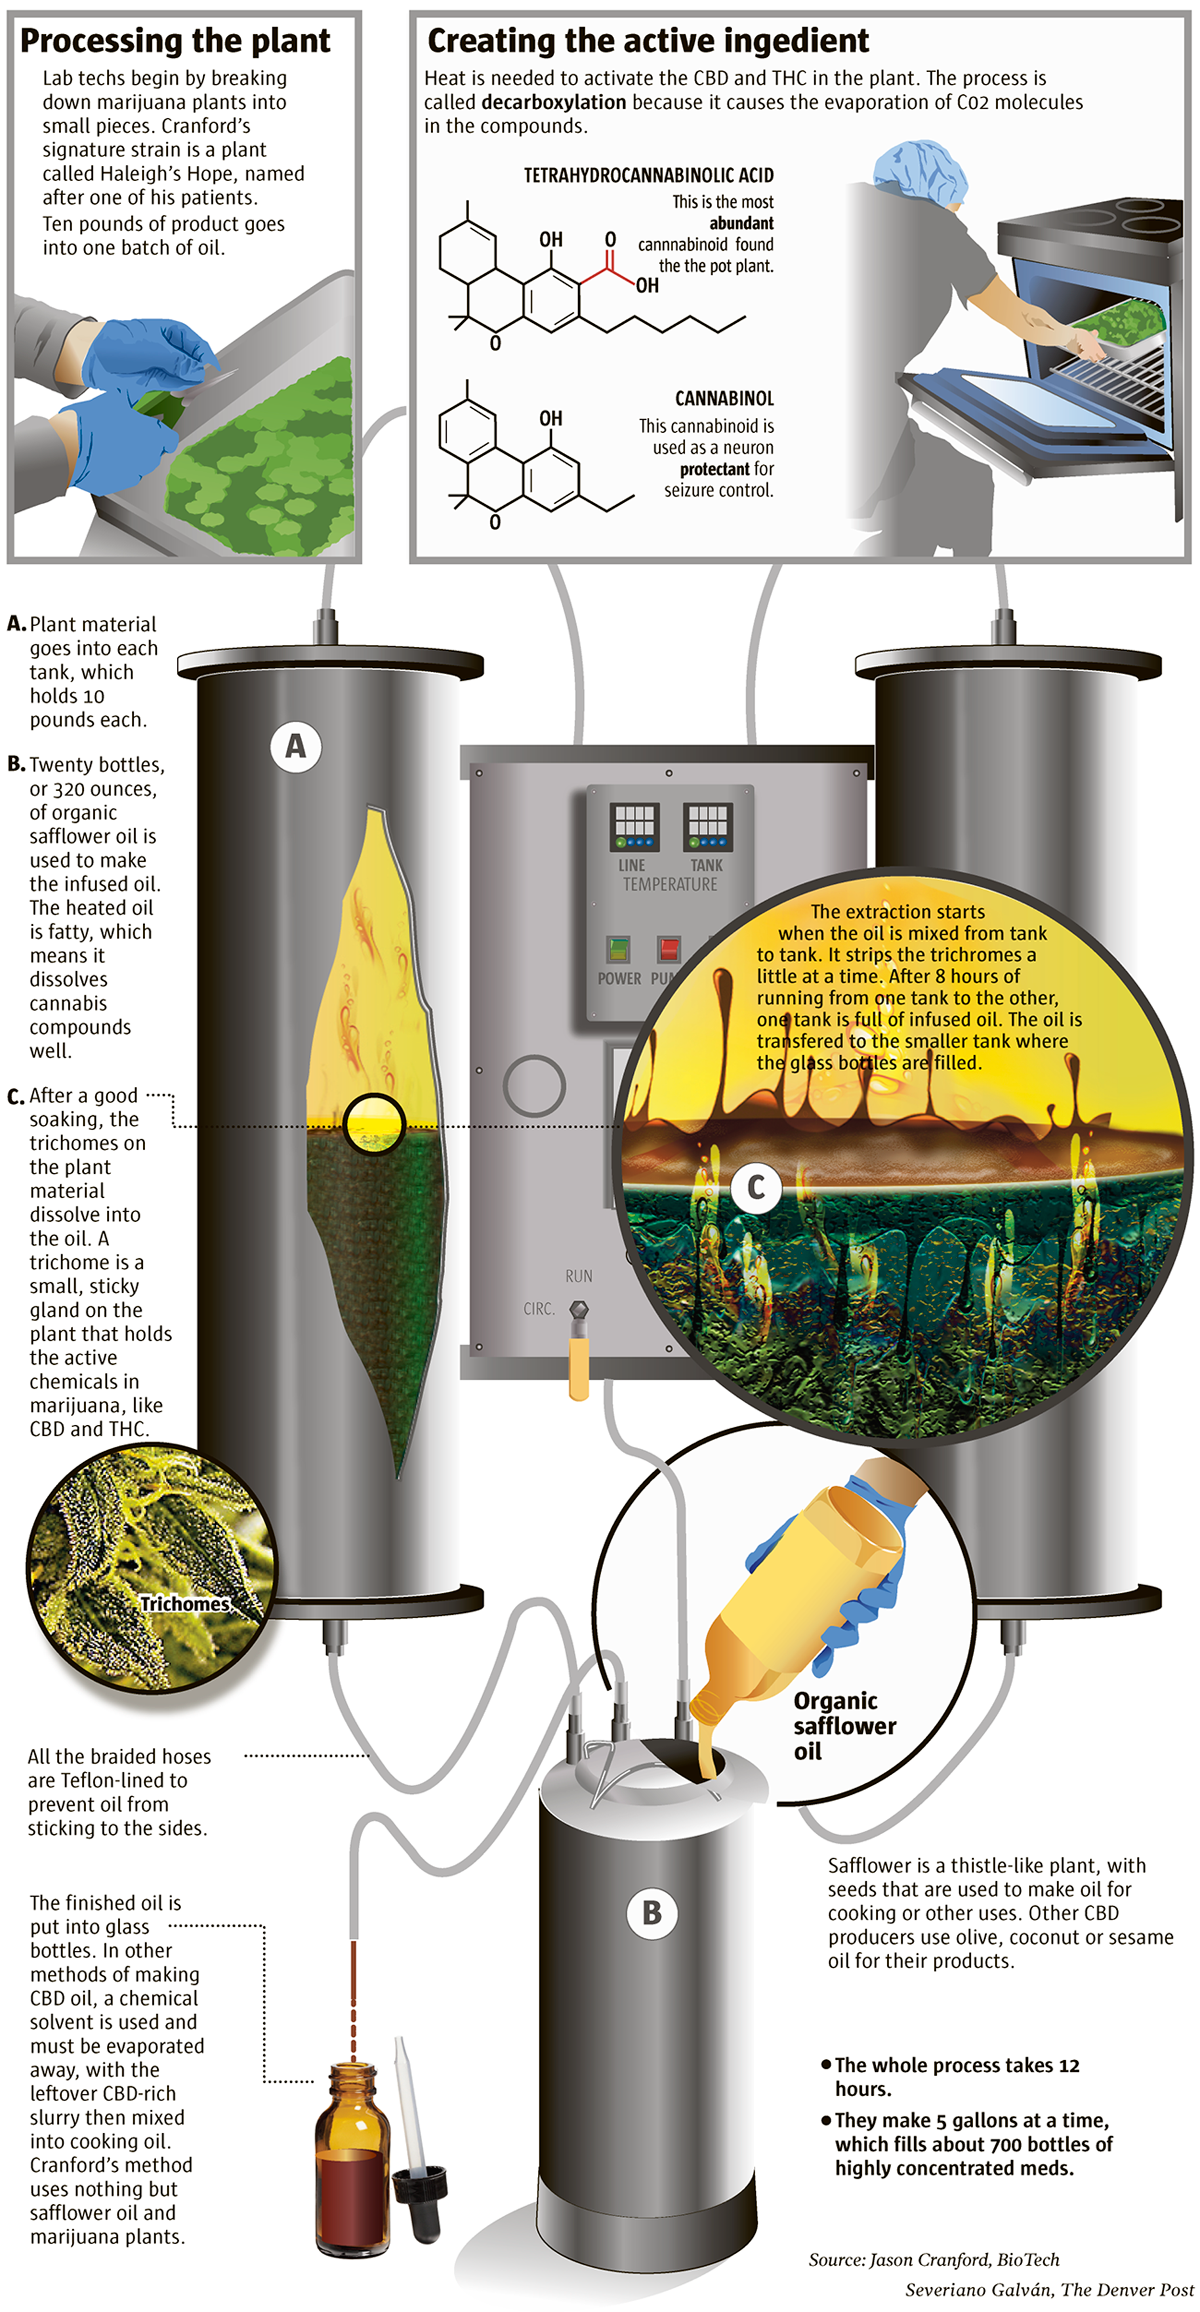 Processing the plant
Lab techs begin by breaking
down marijuana plants into
small pieces. Cranford's
signature strain is a plant
called Haleigh's Hope, named
after one of his patients.
Ten pounds of product goes
into one batch of oil.
Creating the active ingedient
Heat is needed to activate the CBD and THC in the plant. The process is
called decarboxylation because it causes the evaporation of C02 molecules
in the compounds.
TETRAHYDROCANNABINOLIC ACID
This is the most
abundant
cannnabinoid found
the the pot plant.
OH
O
OH
O
CANNABINOL
This cannabinoid is
used as a neuron
protectant for
seizure control.
OH
O
A. Plant material
goes into each
tank, which
holds 10
pounds each.
B. Twenty bottles,
or 320 ounces,
of organic
safflower oil is
used to make
the infused oil.
The heated oil
is fatty, which
means it
dissolves
cannabis
compounds
well.
C. After a good
soaking, the
trichomes on
the plant
material
dissolve into
the oil. A
trichome is a
small, sticky
gland on the
plant that holds
the active
chemicals in
marijuana, like
CBD and THC.
Trichomes
A
LINE
TANK
TEMPERATURE
POWER
PU
RUN
CIRC.
The extraction starts
when the oil is mixed from tank
to tank. It strips the trichromes a
little at a time. After 8 hours of
running from one tank to the other,
one tank is full of infused oil. The oil is
transfered to the smaller tank where
the glass bottles are filled.
C
Organic
safflower
oil
B
All the braided hoses
are Teflon-lined to
prevent oil from
sticking to the sides.
The finished oil is
put into glass
bottles. In other
methods of making
CBD oil, a chemical
solvent is used and
must be evaporated
away, with the
leftover CBD-rich
slurry then mixed
into cooking oil.
Cranford's method
uses nothing but
safflower oil and
marijuana plants.
Safflower is a thistle-like plant, with
seeds that are used to make oil for
cooking or other uses. Other CBD
producers use olive, coconut or sesame
oil for their products.
• The whole process takes 12
hours.
• They make 5 gallons at a time,
which fills about 700 bottles of
highly concentrated meds.
Source: Jason Cranford, BioTech
Severiano Galván, The Denver Post